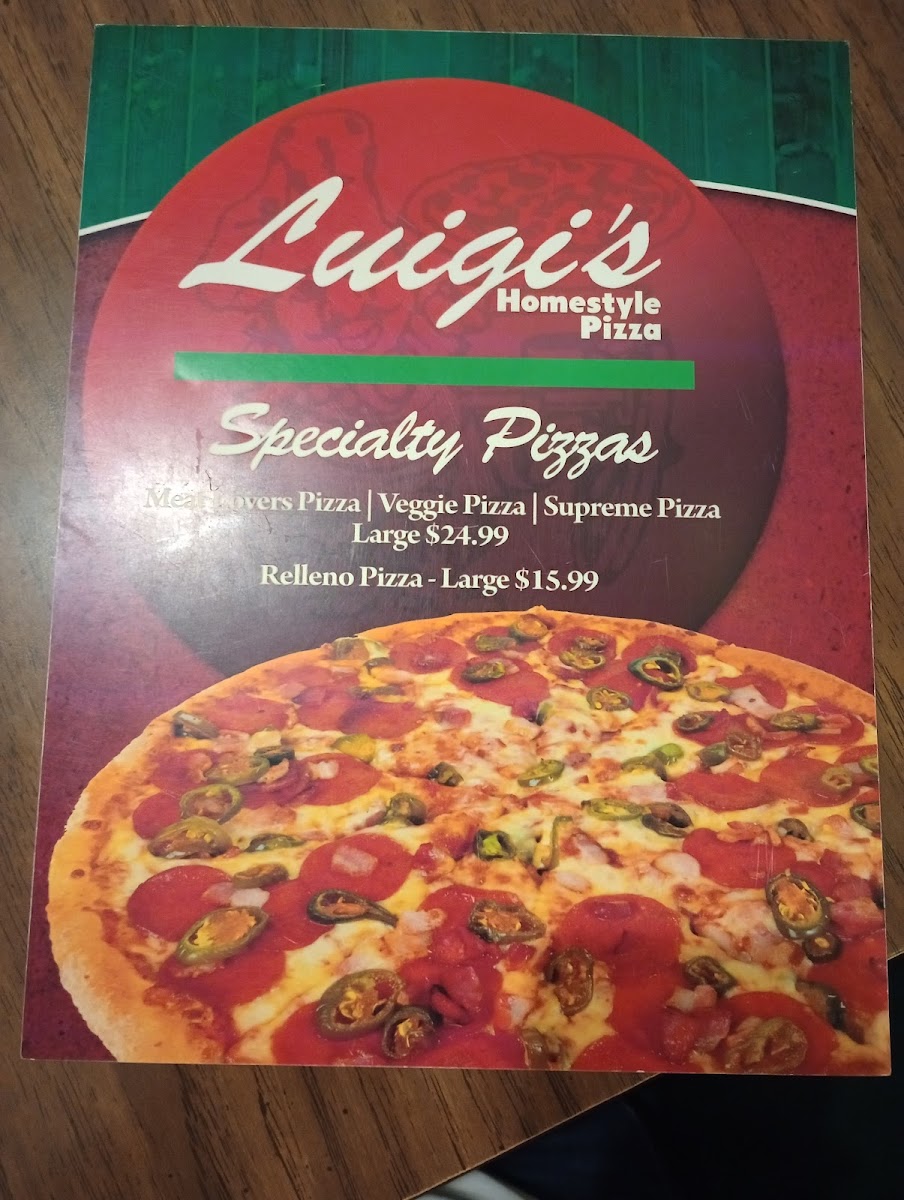 Luigi's
Homestyle
Pizza
Specialty Pizzas
Meat Lovers Pizza | Veggie Pizza | Supreme Pizza
Large $24.99
Relleno Pizza - Large $15.99